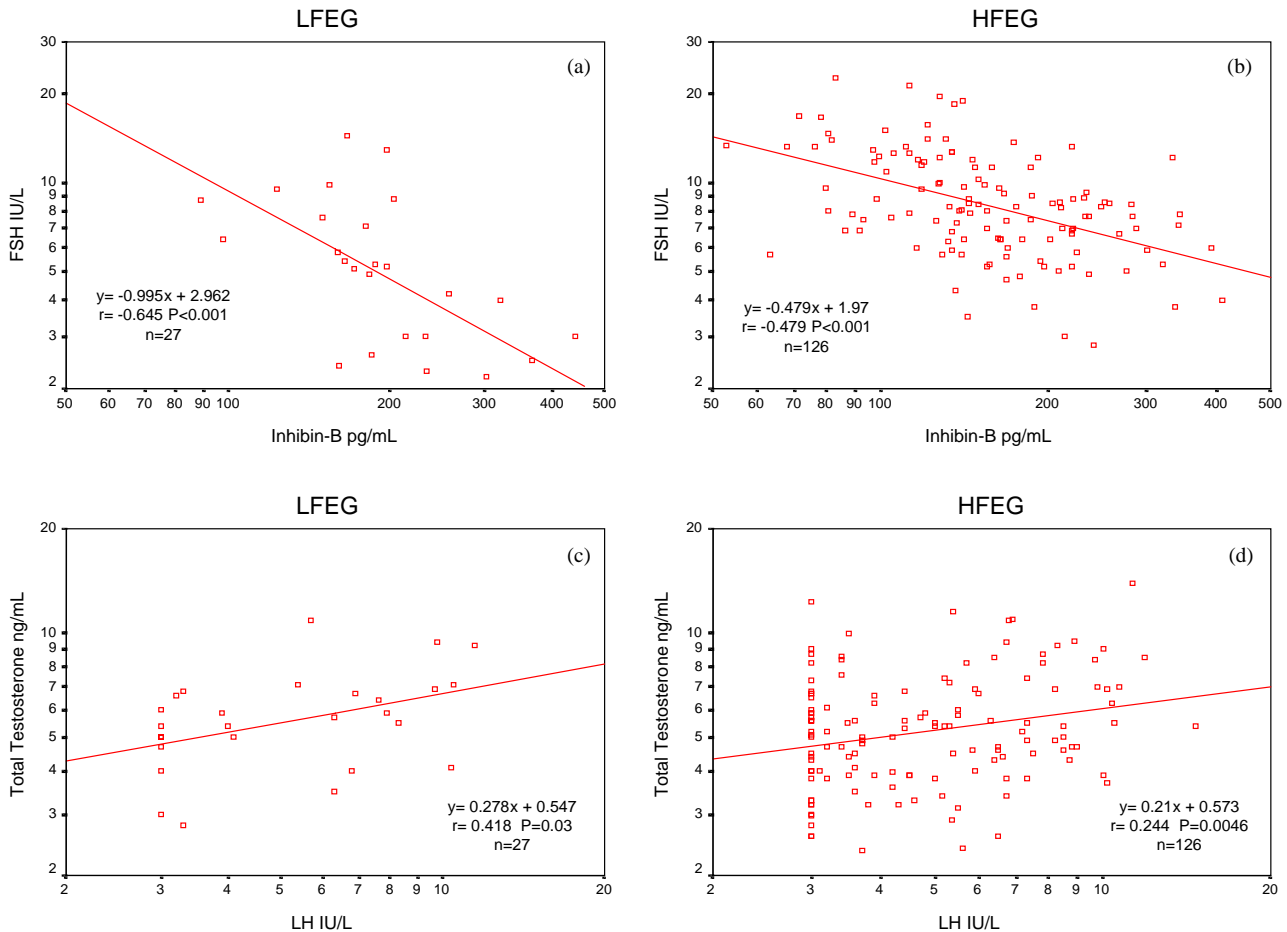 LFEG
(a)
30
20
10
9
8
7
6
5
4
3
2
FSH IU/L
y= -0.995x + 2.962
r= -0.645 P<0.001
n=27
50 60 70 80 90 100 200 300 400 500
Inhibin-B pg/mL
HFEG
(b)
30
20
10
9
8
7
6
5
4
3
2
FSH IU/L
y= -0.479x + 1.97
r= -0.479 P<0.001
n=126
50 60 70 80 90 100 200 300 400 500
Inhibin-B pg/mL
LFEG
(c)
20
10
9
8
7
6
5
4
3
2
Total Testosterone ng/mL
y= 0.278x + 0.547
r= 0.418 P=0.03
n=27
2 3 4 5 6 7 8 9 10 20
LH IU/L
HFEG
(d)
20
10
9
8
7
6
5
4
3
2
Total Testosterone ng/mL
y= 0.21x + 0.573
r= 0.244 P=0.0046
n=126
2 3 4 5 6 7 8 9 10 20
LH IU/L